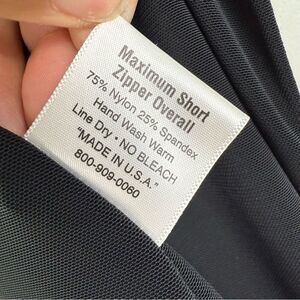 Maximum Short
Zipper Overall
75% Nylon 25% Spandex
Hand Wash Warm
Line Dry • NO BLEACH
"MADE IN U.S.A."
800-909-0060